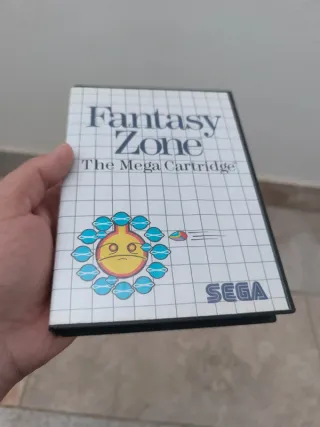 Fantasy
Zone
The Mega Cartridge
SEGA